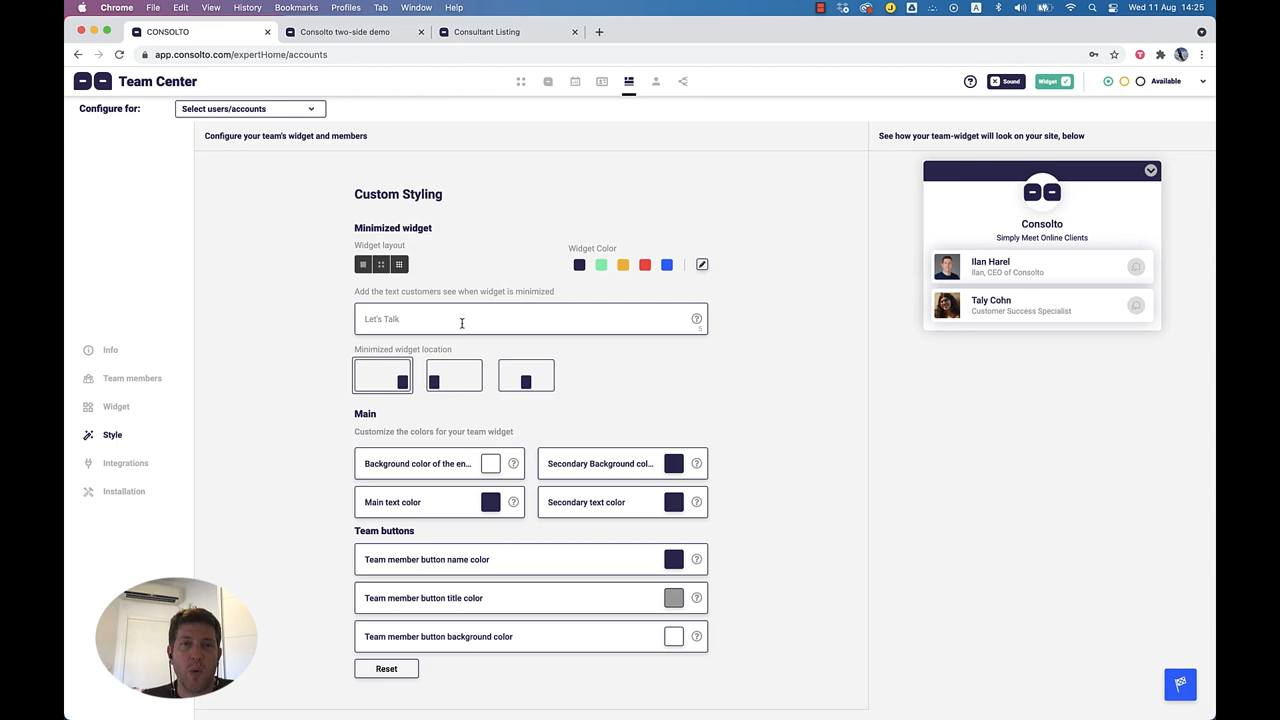 Chrome File Edit View History Bookmarks Profiles Tab Window Help
Wed 11 Aug 14:25
CONSOLTO
Consolto two-side demo
Consultant Listing
app.consolto.com/expertHome/accounts
Team Center
Sound
Widget
Available
Configure for:
Select users/accounts
Configure your team's widget and members
See how your team-widget will look on your site, below
Custom Styling
Minimized widget
Widget layout
Widget Color
Add the text customers see when widget is minimized
Let's Talk
5
Minimized widget location
Main
Customize the colors for your team widget
Background color of the en...
Secondary Background col...
Main text color
Secondary text color
Team buttons
Team member button name color
Team member button title color
Team member button background color
Reset
Info
Team members
Widget
Style
Integrations
Installation
Consolto
Simply Meet Online Clients
Ilan Harel
Ilan, CEO of Consolto
Taly Cohn
Customer Success Specialist